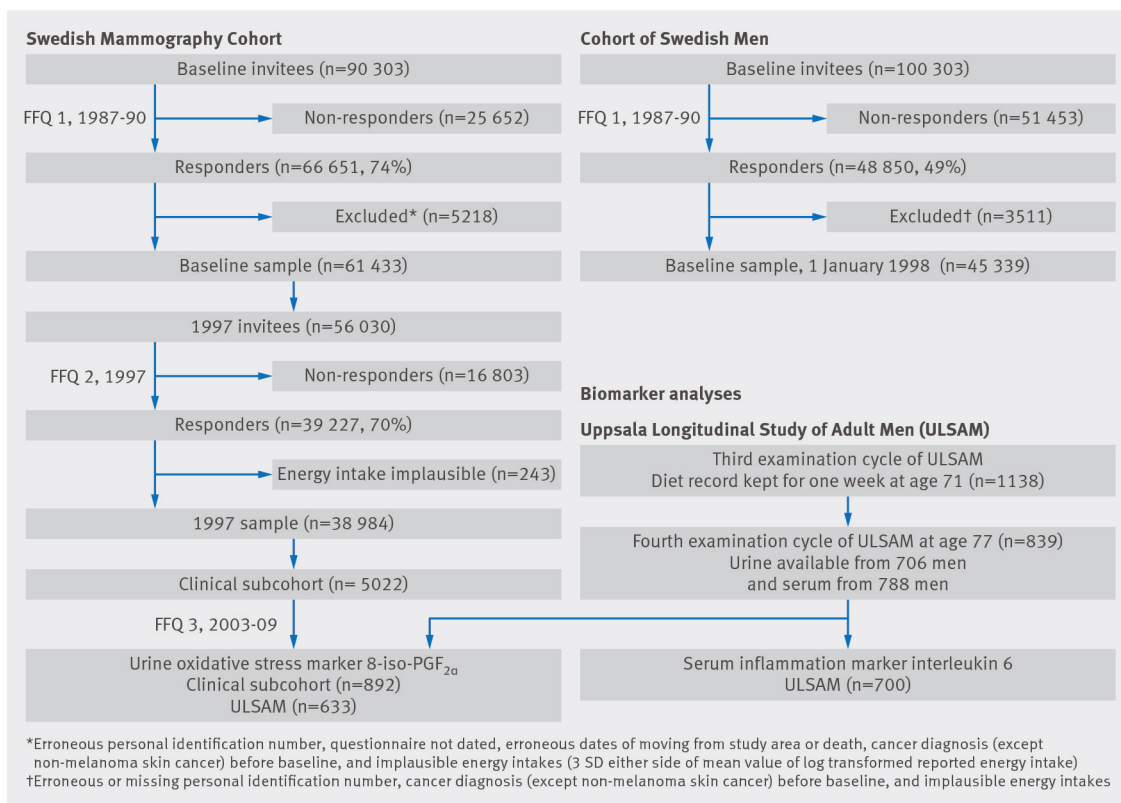 Swedish Mammography Cohort
Baseline invitees (n=90 303)
FFQ 1, 1987-90
Non-responders (n=25 652)
Responders (n=66 651, 74%)
Excluded* (n=5218)
Baseline sample (n=61 433)
1997 invitees (n=56 030)
FFQ 2, 1997
Non-responders (n=16 803)
Responders (n=39 227, 70%)
Energy intake implausible (n=243)
1997 sample (n=38 984)
Clinical subcohort (n= 5022)
FFQ 3, 2003-09
Urine oxidative stress marker 8-iso-PGF2α
Clinical subcohort (n=892)
ULSAM (n=633)
Cohort of Swedish Men
Baseline invitees (n=100 303)
FFQ 1, 1987-90
Non-responders (n=51 453)
Responders (n=48 850, 49%)
Excluded† (n=3511)
Baseline sample, 1 January 1998 (n=45 339)
Biomarker analyses
Uppsala Longitudinal Study of Adult Men (ULSAM)
Third examination cycle of ULSAM
Diet record kept for one week at age 71 (n=1138)
Fourth examination cycle of ULSAM at age 77 (n=839)
Urine available from 706 men
and serum from 788 men
Serum inflammation marker interleukin 6
ULSAM (n=700)
*Erroneous personal identification number, questionnaire not dated, erroneous dates of moving from study area or death, cancer diagnosis (except
non-melanoma skin cancer) before baseline, and implausible energy intakes (3 SD either side of mean value of log transformed reported energy intake)
†Erroneous or missing personal identification number, cancer diagnosis (except non-melanoma skin cancer) before baseline, and implausible energy intakes